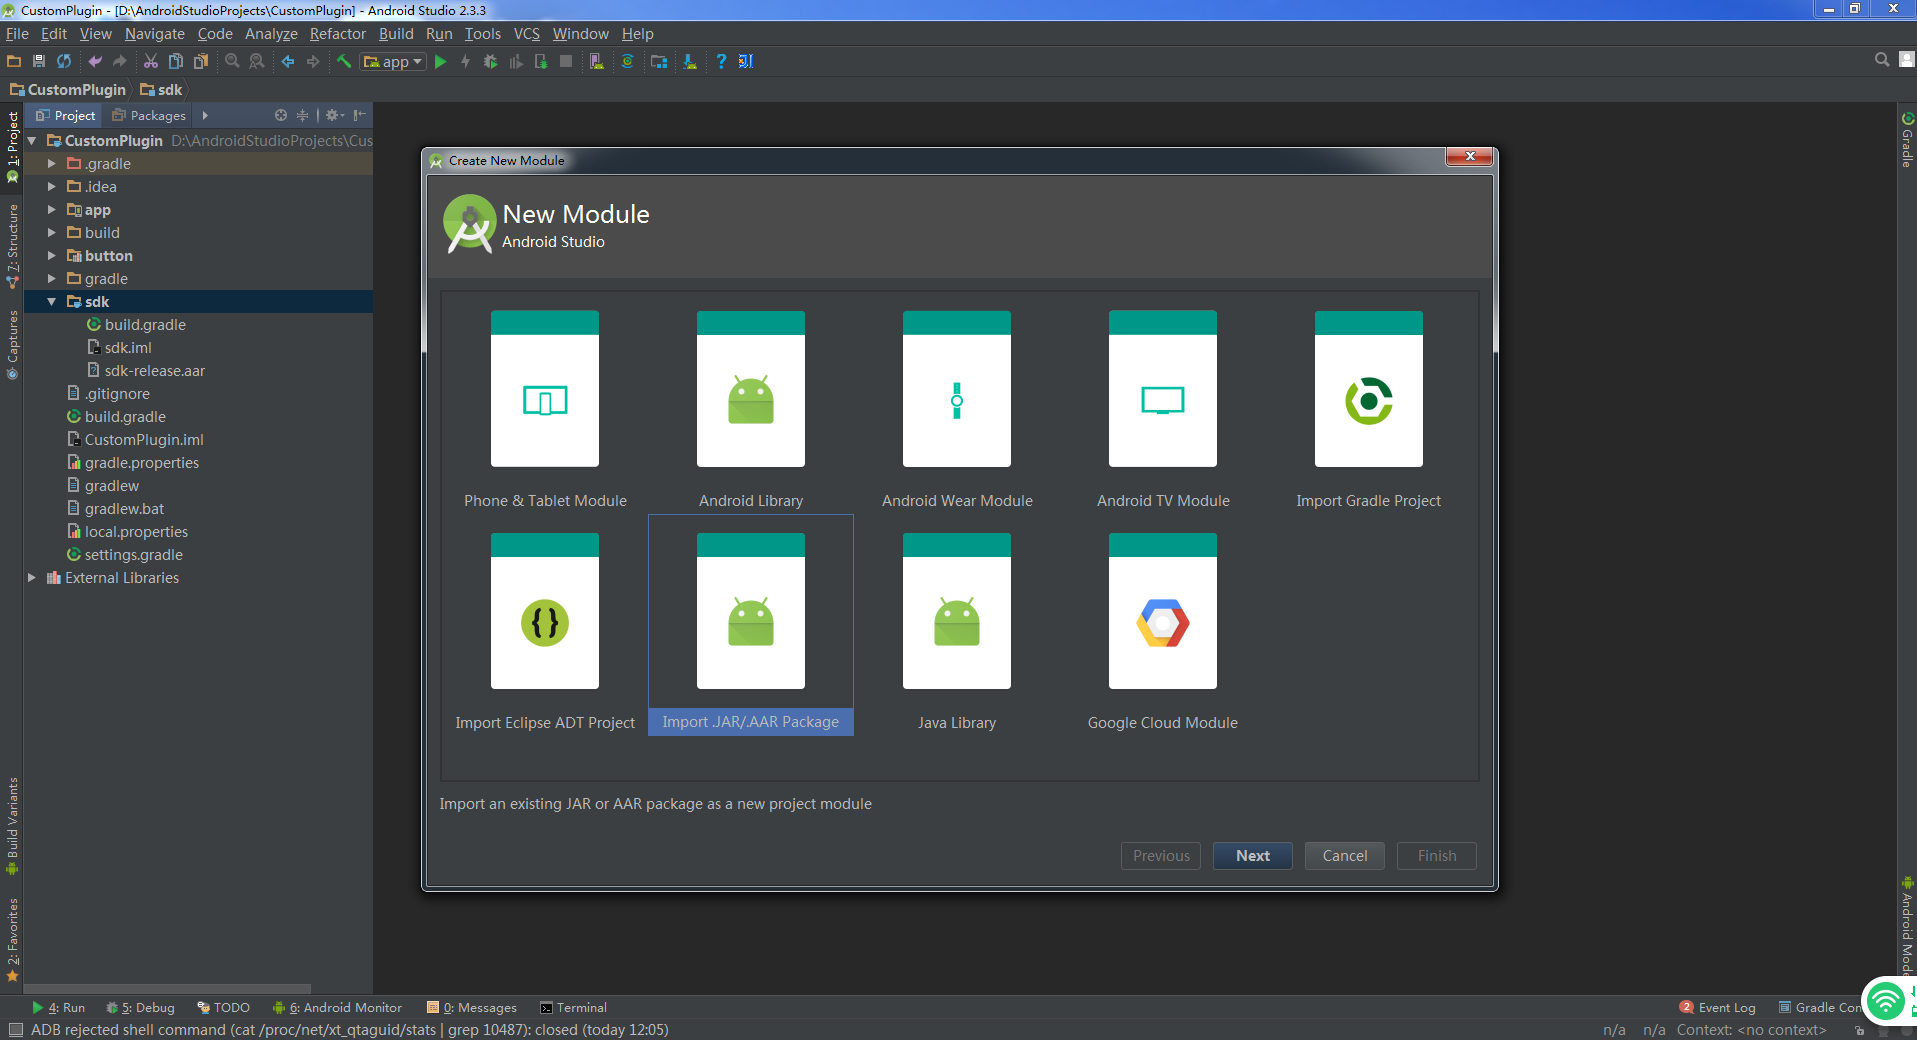 CustomPlugin - [D:\AndroidStudioProjects\CustomPlugin] - Android Studio 2.3.3
File Edit View Navigate Code Analyze Refactor Build Run Tools VCS Window Help
app
CustomPlugin sdk
Project Packages
CustomPlugin D:\AndroidStudioProjects\Cus
.gradle
.idea
app
build
button
gradle
sdk
build.gradle
sdk.iml
sdk-release.aar
.gitignore
build.gradle
CustomPlugin.iml
gradle.properties
gradlew
gradlew.bat
local.properties
settings.gradle
External Libraries
1: Project
7: Structure
Captures
Build Variants
2: Favorites
Create New Module
New Module
Android Studio
Phone & Tablet Module
Android Library
Android Wear Module
Android TV Module
Import Gradle Project
Import Eclipse ADT Project
Import .JAR/.AAR Package
Java Library
Google Cloud Module
Import an existing JAR or AAR package as a new project module
Previous Next Cancel Finish
Gradle
Android Mode
4: Run 5: Debug TODO 6: Android Monitor 0: Messages Terminal
2 Event Log Gradle Con
ADB rejected shell command (cat /proc/net/xt_qtaguid/stats | grep 10487): closed (today 12:05)
n/a n/a Context: <no context>